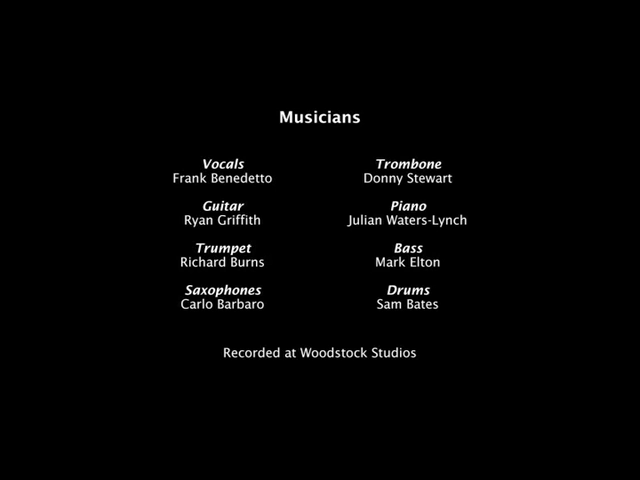 Musicians
Vocals
Frank Benedetto
Guitar
Ryan Griffith
Trumpet
Richard Burns
Saxophones
Carlo Barbaro
Trombone
Donny Stewart
Piano
Julian Waters-Lynch
Bass
Mark Elton
Drums
Sam Bates
Recorded at Woodstock Studios